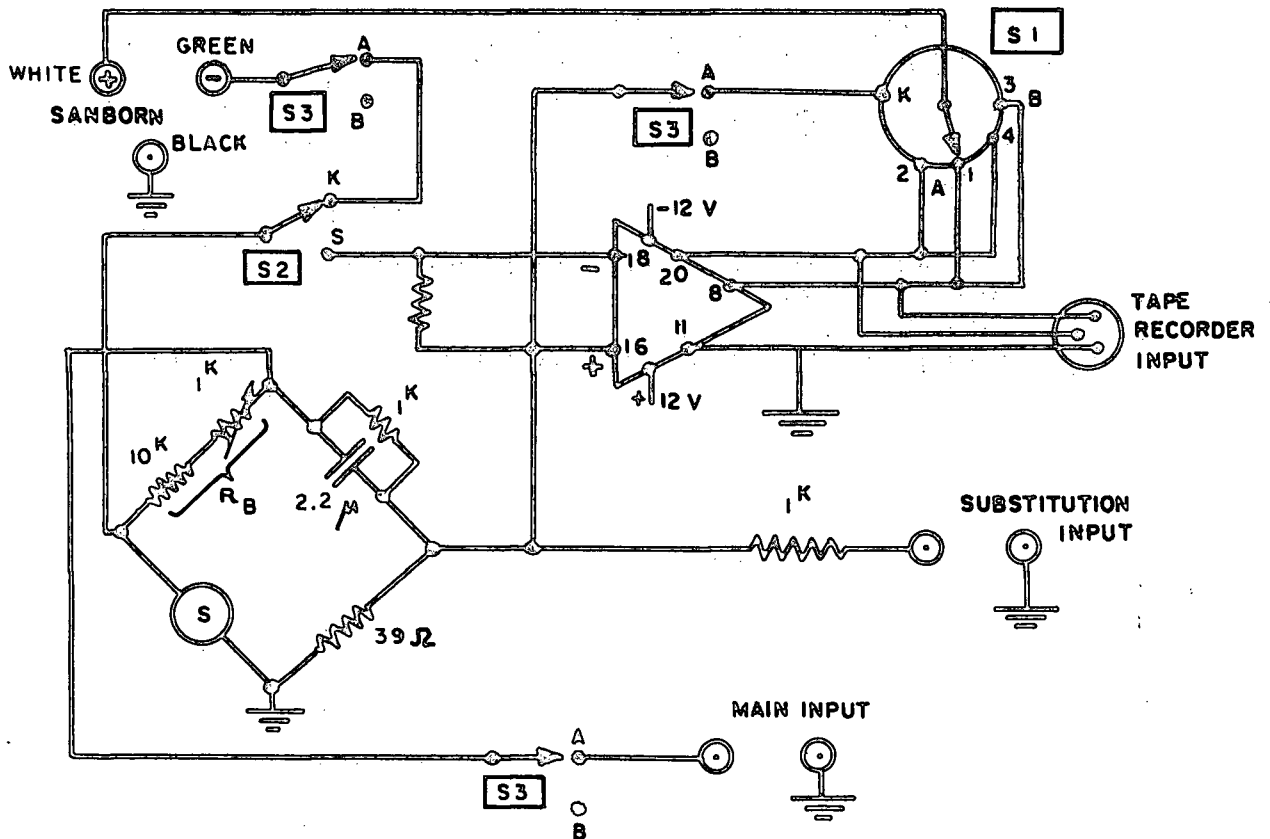 S1
GREEN
A
WHITE
+
-
S3
B
SANBORN
BLACK
A
S3
B
K
3
B
4
2
A
1
K
S
S2
-12 V
-
18
20
8
11
16
+
+
12 V
TAPE
RECORDER
INPUT
1K
10K
RB
1K
2.2
μ
S
39Ω
1K
SUBSTITUTION
INPUT
MAIN INPUT
A
S3
B